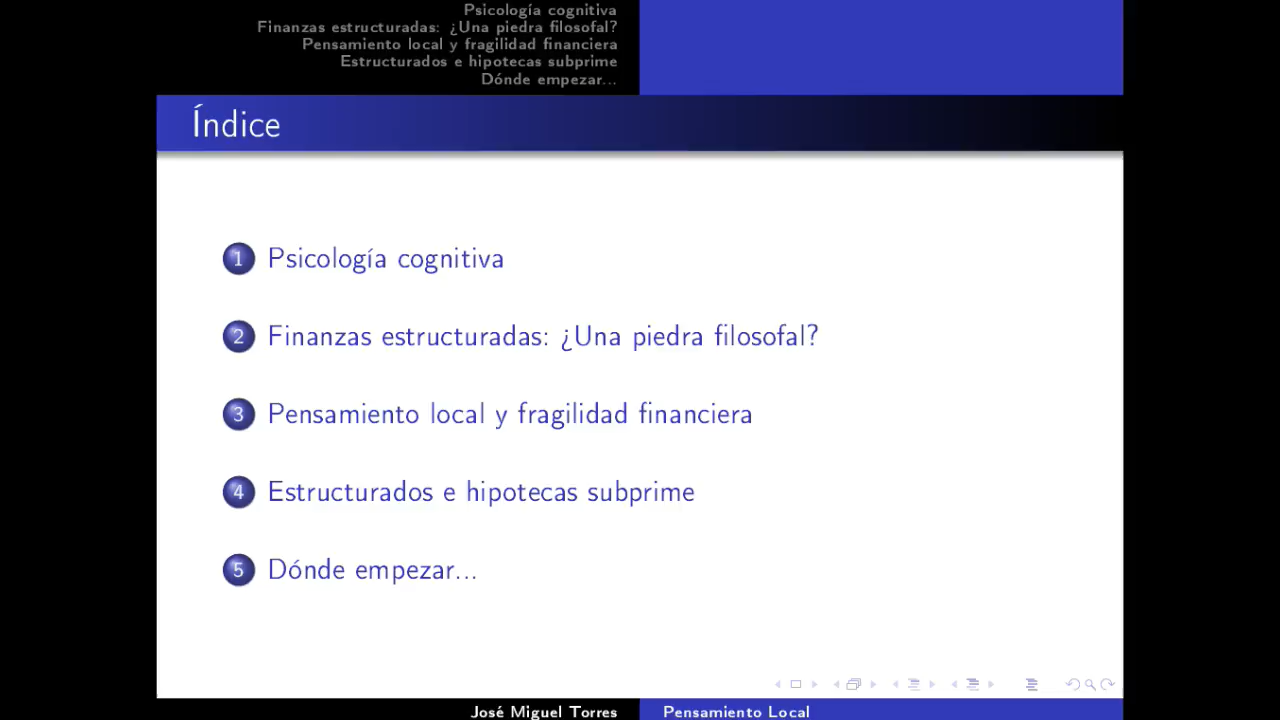 Psicología cognitiva
Finanzas estructuradas: ¿Una piedra filosofal?
Pensamiento local y fragilidad financiera
Estructurados e hipotecas subprime
Dónde empezar...
Índice
1 Psicología cognitiva
2 Finanzas estructuradas: ¿Una piedra filosofal?
3 Pensamiento local y fragilidad financiera
4 Estructurados e hipotecas subprime
5 Dónde empezar...
José Miguel Torres Pensamiento Local